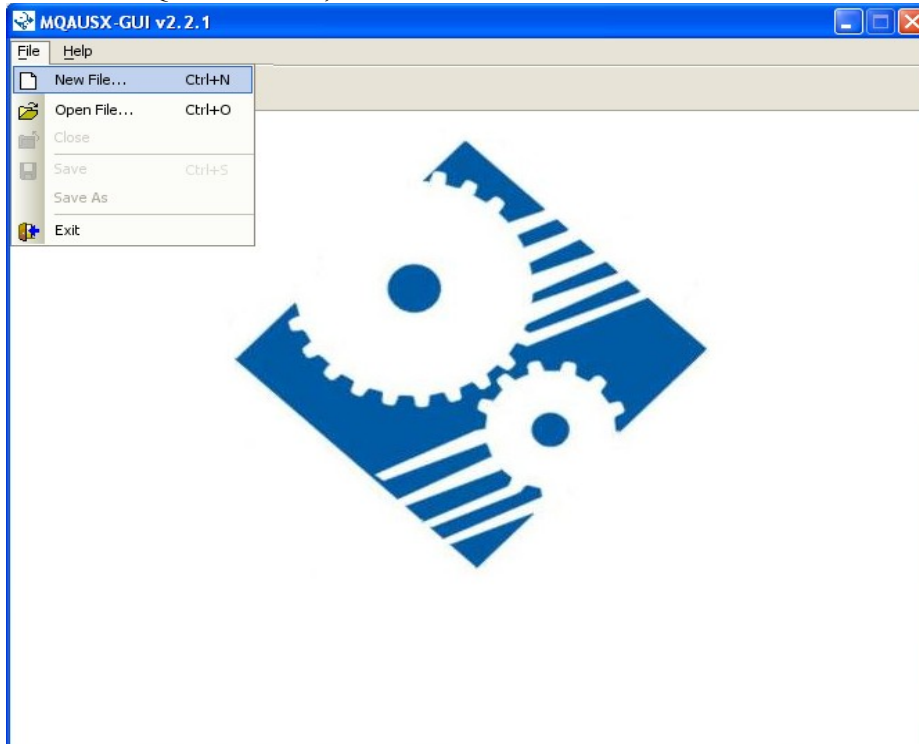 MQAUSX-GUI v2.2.1
File Help
New File... Ctrl+N
Open File... Ctrl+O
Close
Save Ctrl+S
Save As
Exit